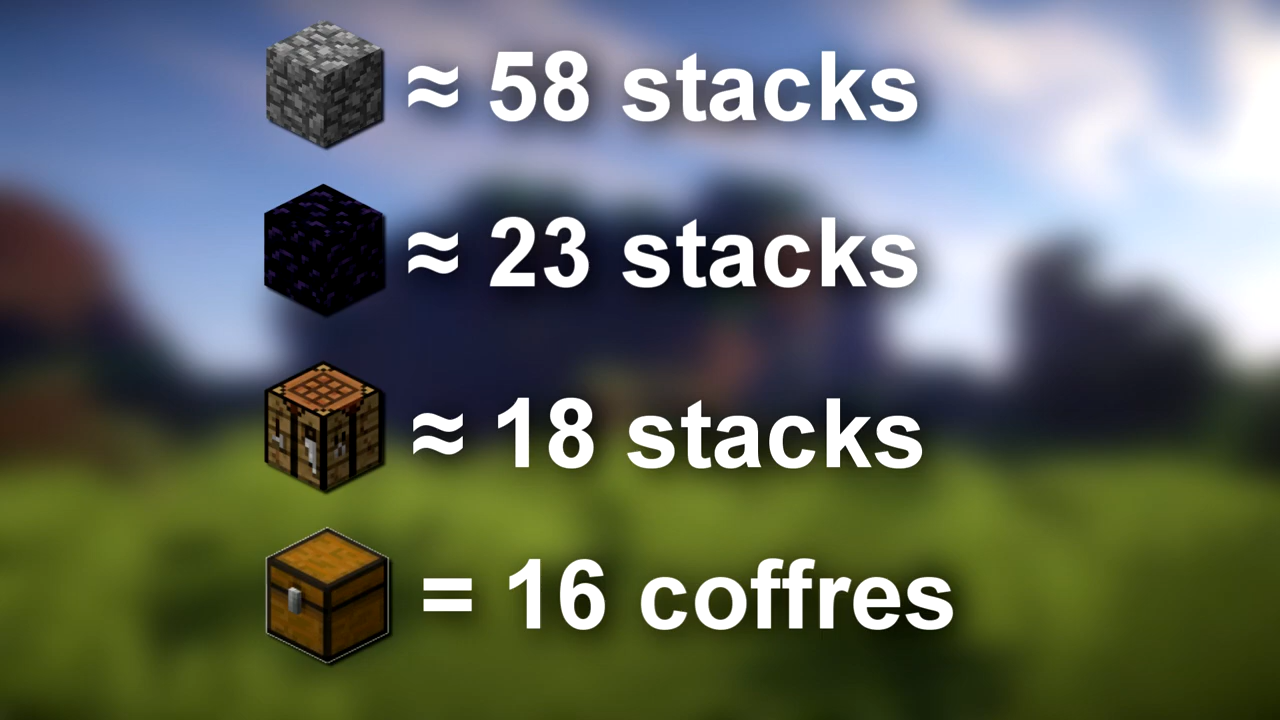 ≈ 58 stacks
≈ 23 stacks
≈ 18 stacks
= 16 coffres